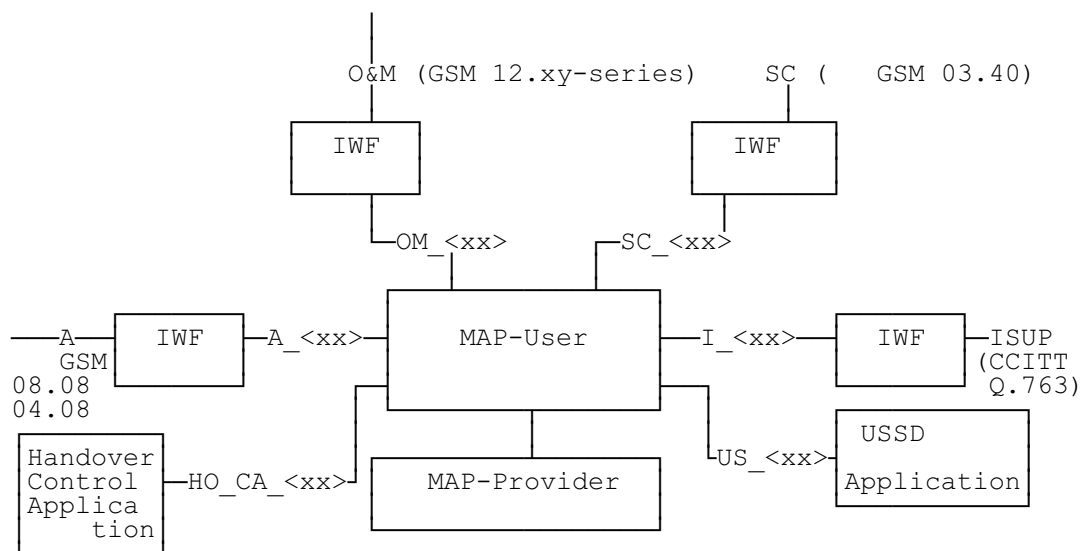 O&M (GSM 12.xy-series)
SC ( GSM 03.40)
IWF
IWF
OM_<xx>
SC_<xx>
A
GSM
08.08
04.08
IWF
A_<xx>
MAP-User
I_<xx>
IWF
ISUP
(CCITT
Q.763)
Handover
Control
Applica
tion
HO_CA_<xx>
MAP-Provider
US_<xx>
USSD
Application